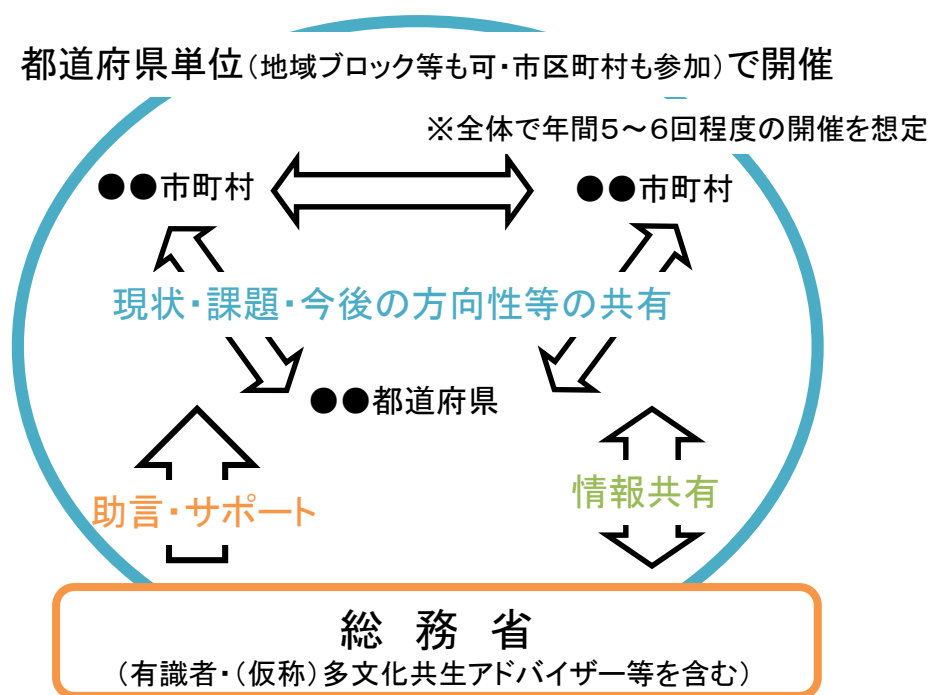 都道府県単位(地域ブロック等も可・市区町村も参加)で開催
※全体で年間5~6回程度の開催を想定
●●市町村
●●市町村
現状・課題・今後の方向性等の共有
●●都道府県
助言・サポート
情報共有
総務省
(有識者・(仮称)多文化共生アドバイザー等を含む)